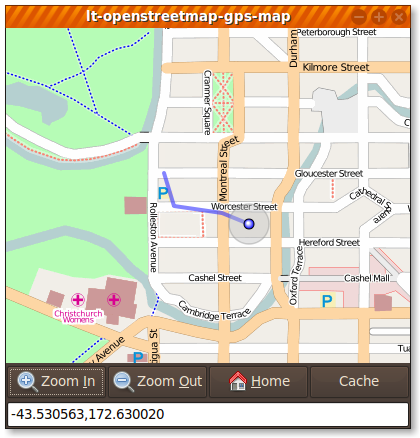 lt-openstreetmap-gps-map
Peterborough Street
Durham
Kilmore Street
Cranmer Square
Montreal Street
Gloucester Street
P
Worcester Street
Cathedral S
Rolleston Avenue
Hereford Street
Oxford Terrace
Cashel Street
Cashel Mall
P
Christchurch
Womens
Cambridge Terrace
y Avenue
P
Tua
Zoom In
Zoom Out
Home
Cache
-43.530563,172.630020